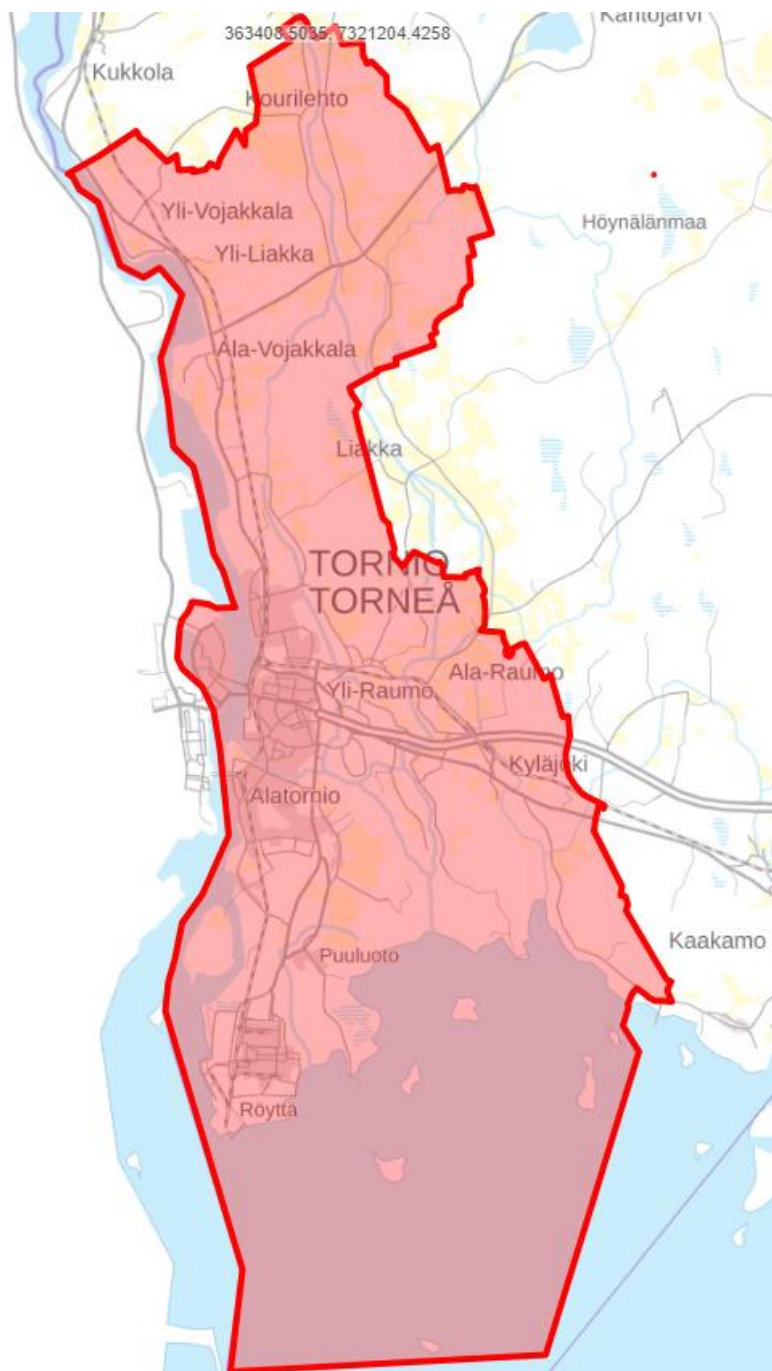 Kantojärvi
363408.5035, 7321204.4258
Kukkola
Kourilehto
Yli-Vojakkala
Höynälänmaa
Yli-Liakka
Ala-Vojakkala
Liakka
TORNIO
TORNEÅ
Ala-Raumo
Yli-Raumo
Kyläjoki
Alatornio
Kaakamo
Puuluoto
Röyttä